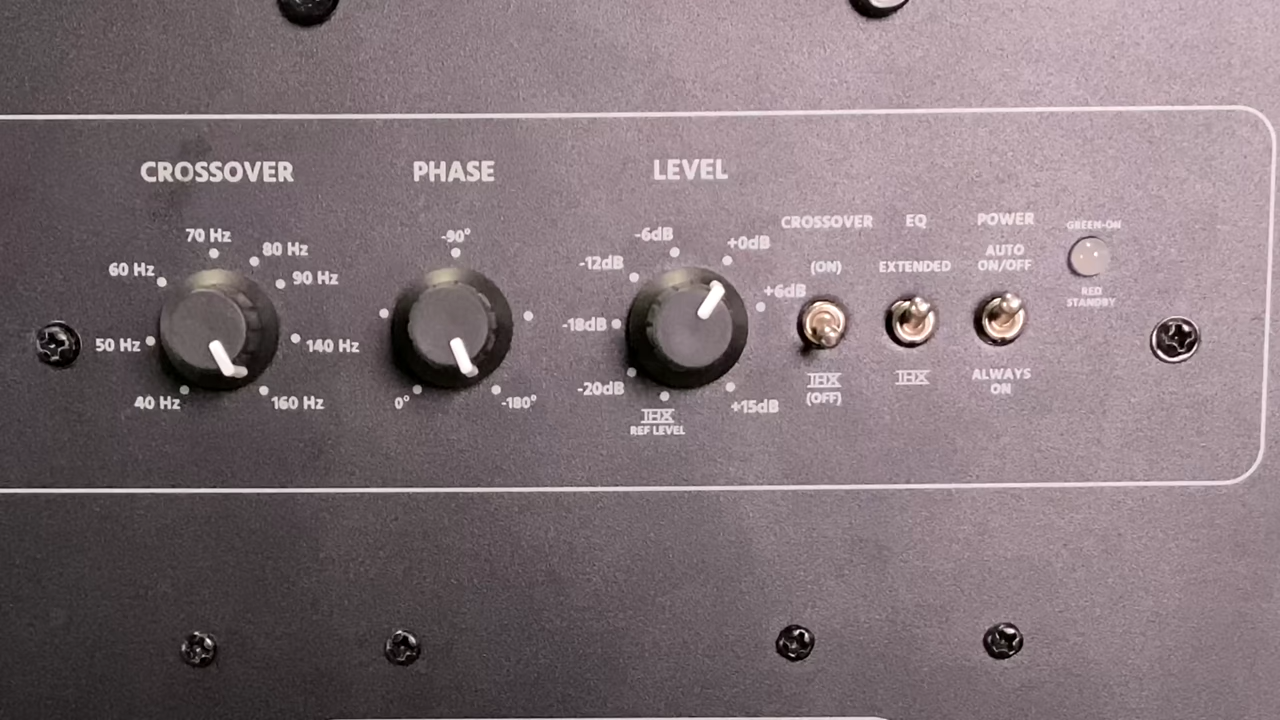 CROSSOVER
PHASE
LEVEL
70 Hz
80 Hz
60 Hz
90 Hz
50 Hz
140 Hz
40 Hz
160 Hz
-90°
0°
-180°
-6dB
+0dB
-12dB
+6dB
-18dB
-20dB
+15dB
THX
REF LEVEL
CROSSOVER
(ON)
THX
(OFF)
EQ
EXTENDED
THX
POWER
AUTO
ON/OFF
ALWAYS
ON
GREEN-ON
RED
STANDBY